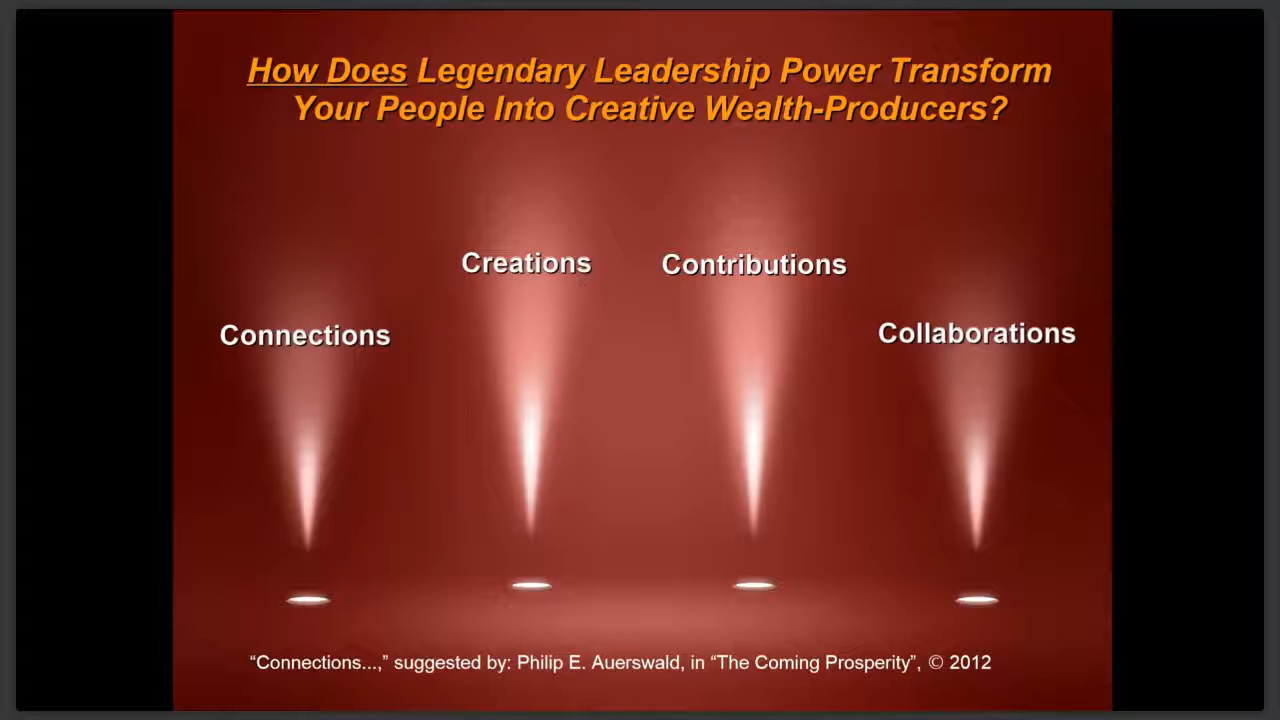 How Does Legendary Leadership Power Transform
Your People Into Creative Wealth-Producers?
Connections
Creations
Contributions
Collaborations
“Connections...,” suggested by: Philip E. Auerswald, in “The Coming Prosperity”, © 2012